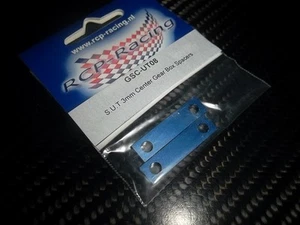 www.rcp-racing.nl
RCP-Racing
GSC-UT08
S.U.T 3mm Center Gear Box Spacers